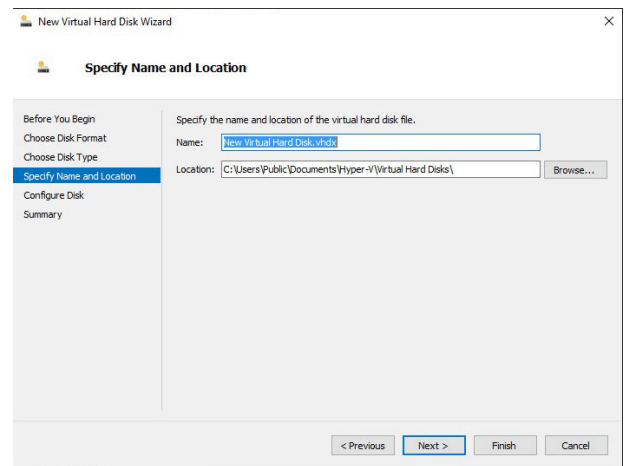 New Virtual Hard Disk Wizard
Specify Name and Location
Before You Begin
Choose Disk Format
Choose Disk Type
Specify Name and Location
Configure Disk
Summary
Specify the name and location of the virtual hard disk file.
Name: New Virtual Hard Disk.vhdx
Location: C:\Users\Public\Documents\Hyper-V\Virtual Hard Disks\ Browse...
< Previous Next > Finish Cancel